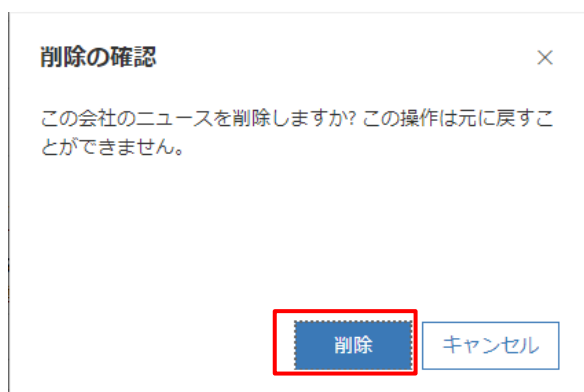 削除の確認
この会社のニュースを削除しますか? この操作は元に戻すこ
とができません。
削除
キャンセル